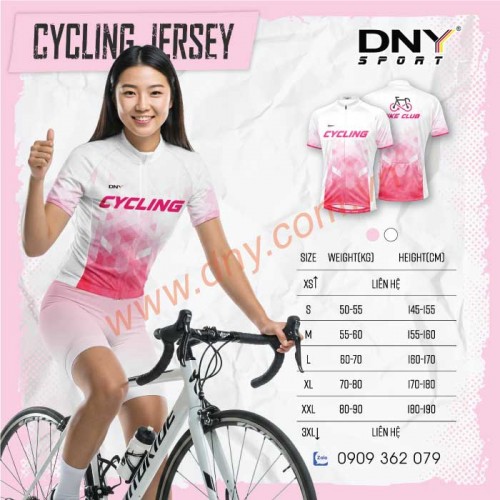 CYCLING JERSEY
DNY
SPORT
CYCLING
BIKE CLUB
DNY
CYCLING
www.dny.com.
SIZE WEIGHT(KG) HEIGHT(CM)
XS↑ LIÊN HỆ
S 50-55 145-155
M 55-60 155-160
L 60-70 160-170
XL 70-80 170-180
XXL 80-90 180-190
3XL↓ LIÊN HỆ
Zalo 0909 362 079